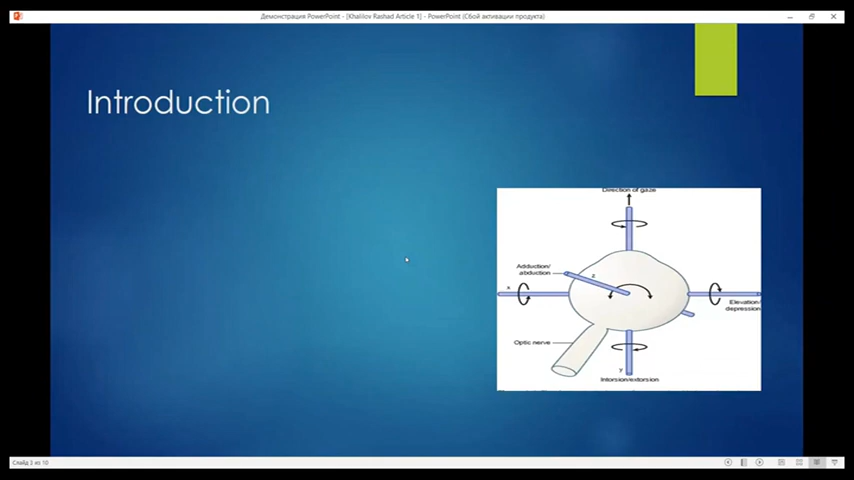 Демонстрация PowerPoint - [Khalilov Rashad Article 1] - PowerPoint (Сбой активации продукта)
Introduction
Direction of gaze
Adduction/
abduction
z
x
Elevation/
depression
Optic nerve
y
Intorsion/extorsion
Слайд 3 из 10